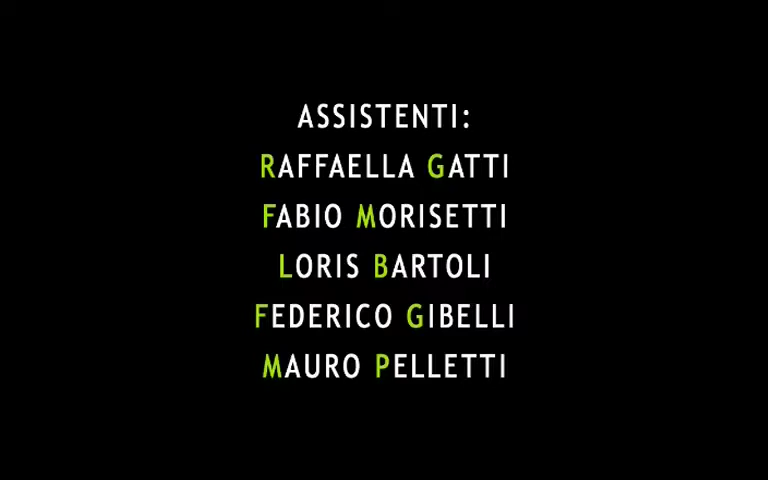 ASSISTENTI:
RAFFAELLA GATTI
FABIO MORISETTI
LORIS BARTOLI
FEDERICO GIBELLI
MAURO PELLETTI